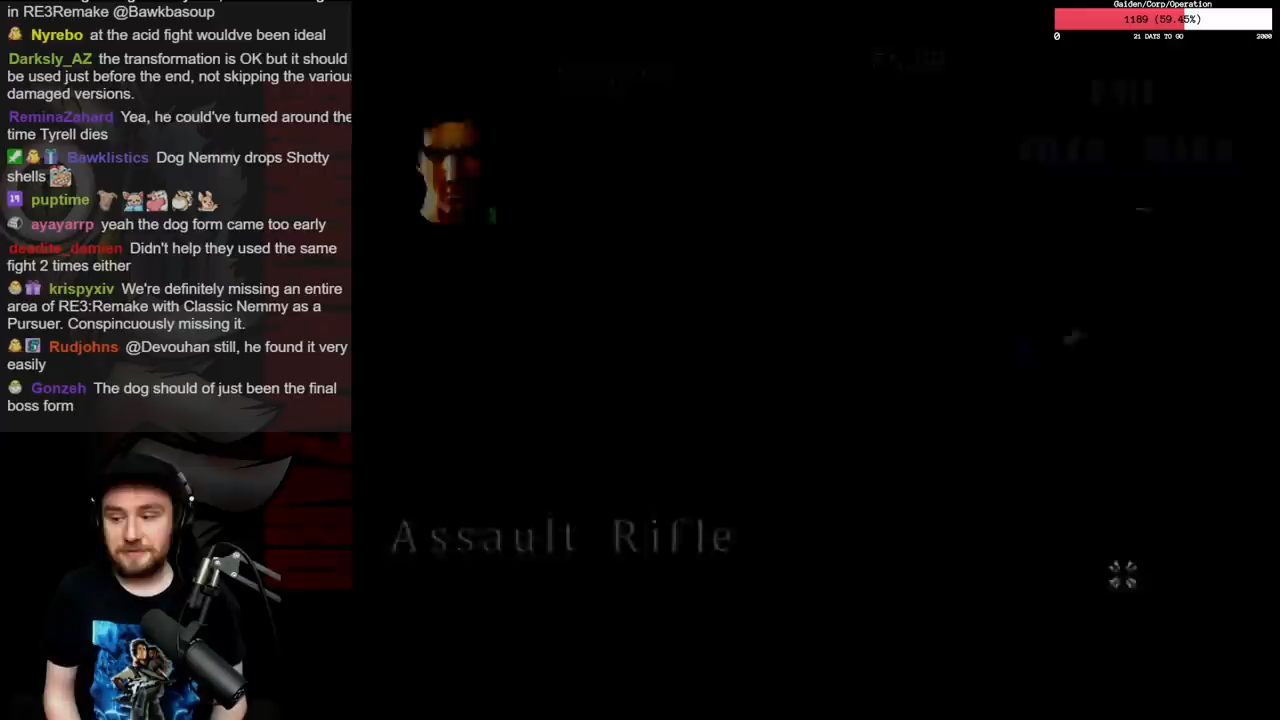 in RE3Remake @Bawkbasoup
Nyrebo at the acid fight wouldve been ideal
Darksly_AZ the transformation is OK but it should
be used just before the end, not skipping the various
damaged versions.
ReminaZahard Yea, he could've turned around the
time Tyrell dies
Bawklistics Dog Nemmy drops Shotty
shells
19 puptime
ayayarrp yeah the dog form came too early
deadite_damien Didn't help they used the same
fight 2 times either
krispyxiv We're definitely missing an entire
area of RE3:Remake with Classic Nemmy as a
Pursuer. Conspincuously missing it.
Rudjohns @Devouhan still, he found it very
easily
Gonzeh The dog should of just been the final
boss form
Gaiden/Corp/Operation
1189 (59.45%)
0 21 DAYS TO GO 2000
Assault Rifle